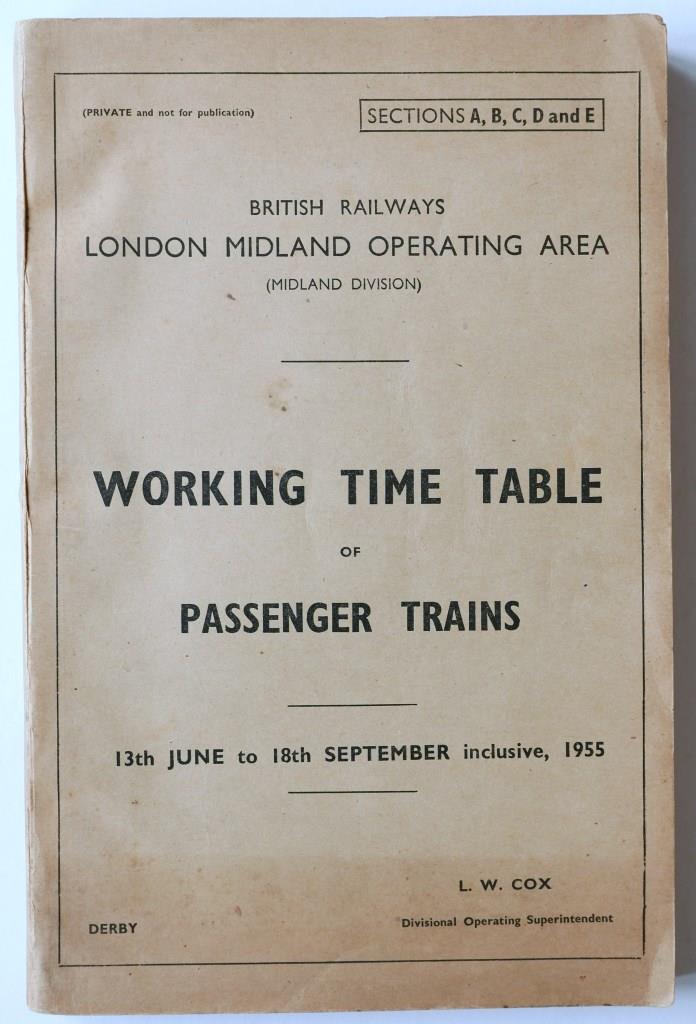 (PRIVATE and not for publication)
SECTIONS A, B, C, D and E
BRITISH RAILWAYS
LONDON MIDLAND OPERATING AREA
(MIDLAND DIVISION)
WORKING TIME TABLE
OF
PASSENGER TRAINS
13th JUNE to 18th SEPTEMBER inclusive, 1955
L. W. COX
Divisional Operating Superintendent
DERBY